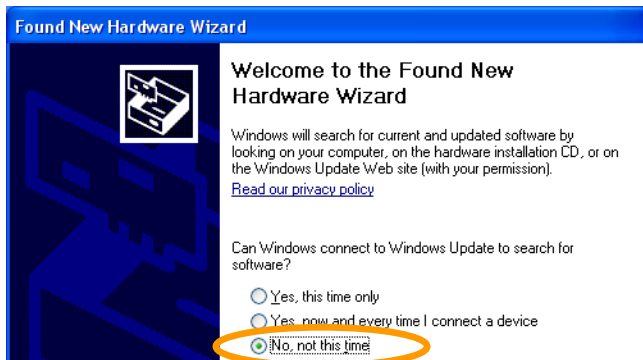 Found New Hardware Wizard
Welcome to the Found New
Hardware Wizard
Windows will search for current and updated software by
looking on your computer, on the hardware installation CD, or on
the Windows Update Web site (with your permission).
Read our privacy policy
Can Windows connect to Windows Update to search for
software?
Yes, this time only
Yes, now and every time I connect a device
No, not this time